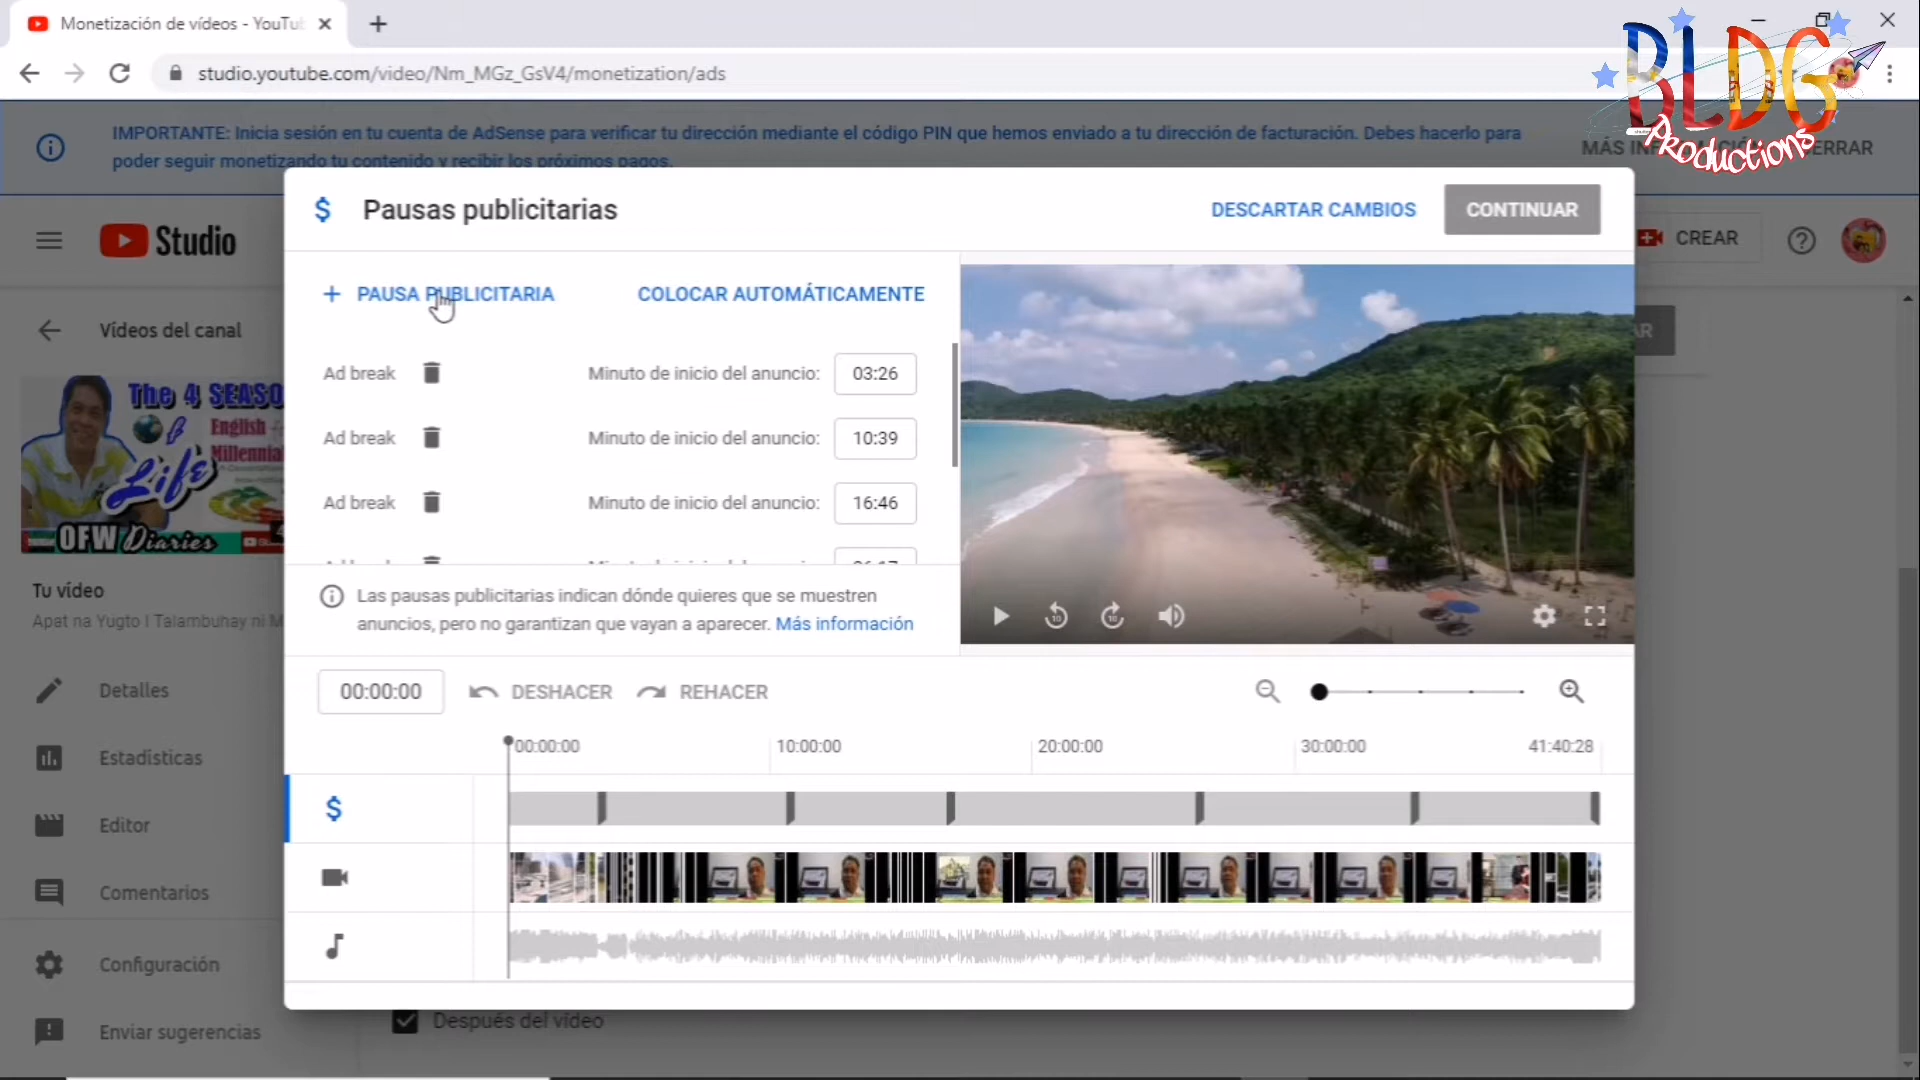 Monetización de vídeos - YouTu
studio.youtube.com/video/Nm_MGz_GsV4/monetization/ads
BLDG
Productions
IMPORTANTE: Inicia sesión en tu cuenta de AdSense para verificar tu dirección mediante el código PIN que hemos enviado a tu dirección de facturación. Debes hacerlo para
poder seguir monetizando tu contenido y recibir los próximos pagos.
MÁS IN
ERRAR
Studio
CREAR
Pausas publicitarias
DESCARTAR CAMBIOS
CONTINUAR
PAUSA PUBLICITARIA
COLOCAR AUTOMÁTICAMENTE
Vídeos del canal
AR
Ad break
Minuto de inicio del anuncio:
03:26
Ad break
Minuto de inicio del anuncio:
10:39
Ad break
Minuto de inicio del anuncio:
16:46
The 4 SEASO
of
English
Millennial
Life
OFW Diaries
Tu vídeo
Apat na Yugto I Talambuhay ni M
Las pausas publicitarias indican dónde quieres que se muestren
anuncios, pero no garantizan que vayan a aparecer. Más información
10
10
00:00:00
DESHACER
REHACER
00:00:00
10:00:00
20:00:00
30:00:00
41:40:28
Detalles
Estadísticas
Editor
Comentarios
Configuración
Enviar sugerencias
Después del vídeo